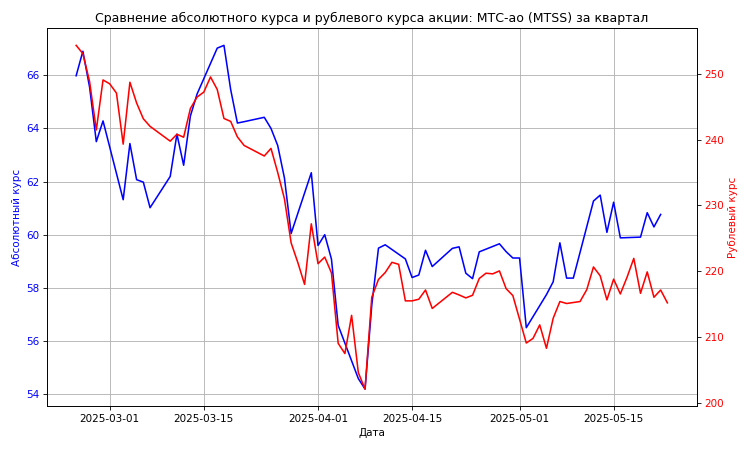 Сравнение абсолютного курса и рублевого курса акции: МТС-ао (MTSS) за квартал
Абсолютный курс
66
64
62
60
58
56
54
250
240
230
220
210
200
Рублевый курс
2025-03-01 2025-03-15 2025-04-01 2025-04-15 2025-05-01 2025-05-15
Дата